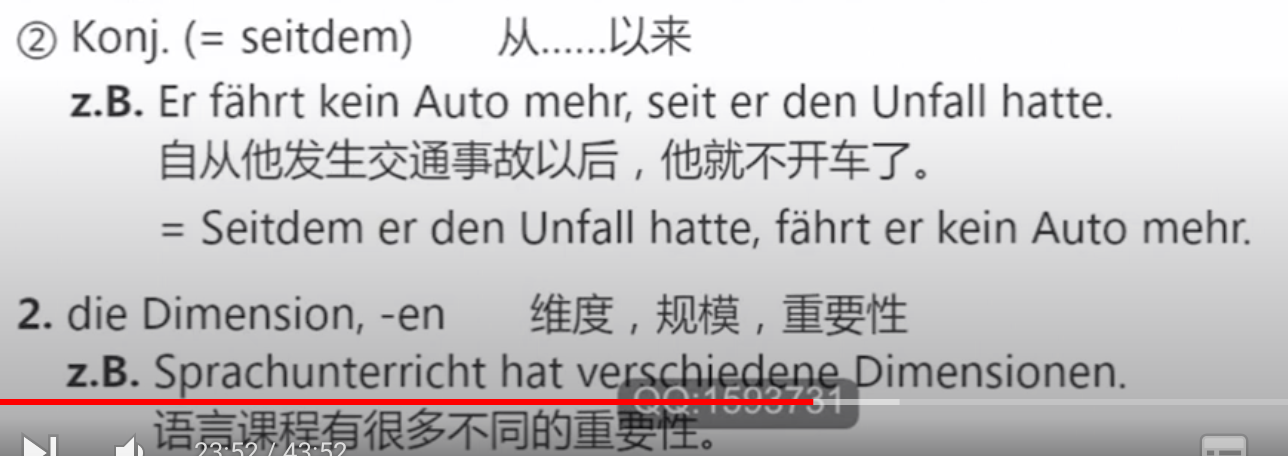 ② Konj. (= seitdem) 从……以来
z.B. Er fährt kein Auto mehr, seit er den Unfall hatte.
自从他发生交通事故以后，他就不开车了。
= Seitdem er den Unfall hatte, fährt er kein Auto mehr.
2. die Dimension, -en 维度，规模，重要性
z.B. Sprachunterricht hat verschiedene Dimensionen.
QQ:1593731
语言课程有很多不同的重要性。
23:52 / 43:52